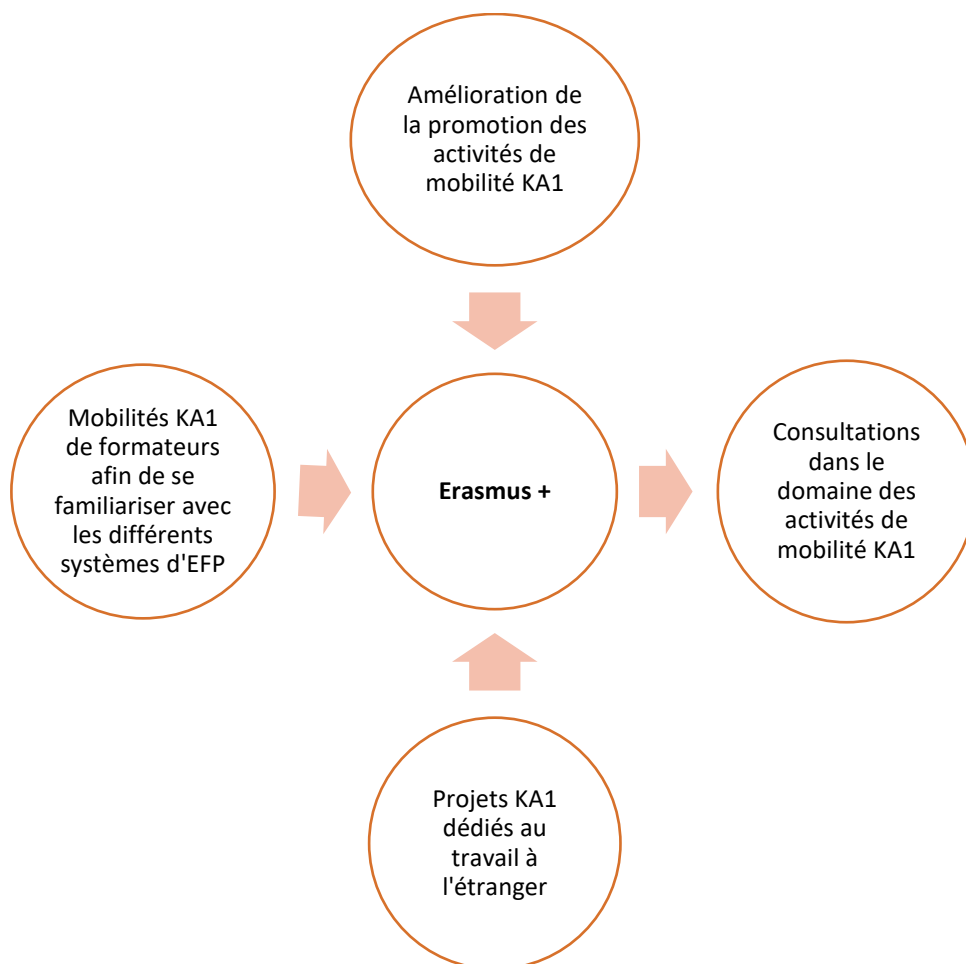 Amélioration de
la promotion des
activités de
mobilité KA1
Mobilités KA1
de formateurs
afin de se
familiariser avec
les différents
systèmes d'EFP
Erasmus +
Consultations
dans le
domaine des
activités de
mobilité KA1
Projets KA1
dédiés au
travail à
l'étranger